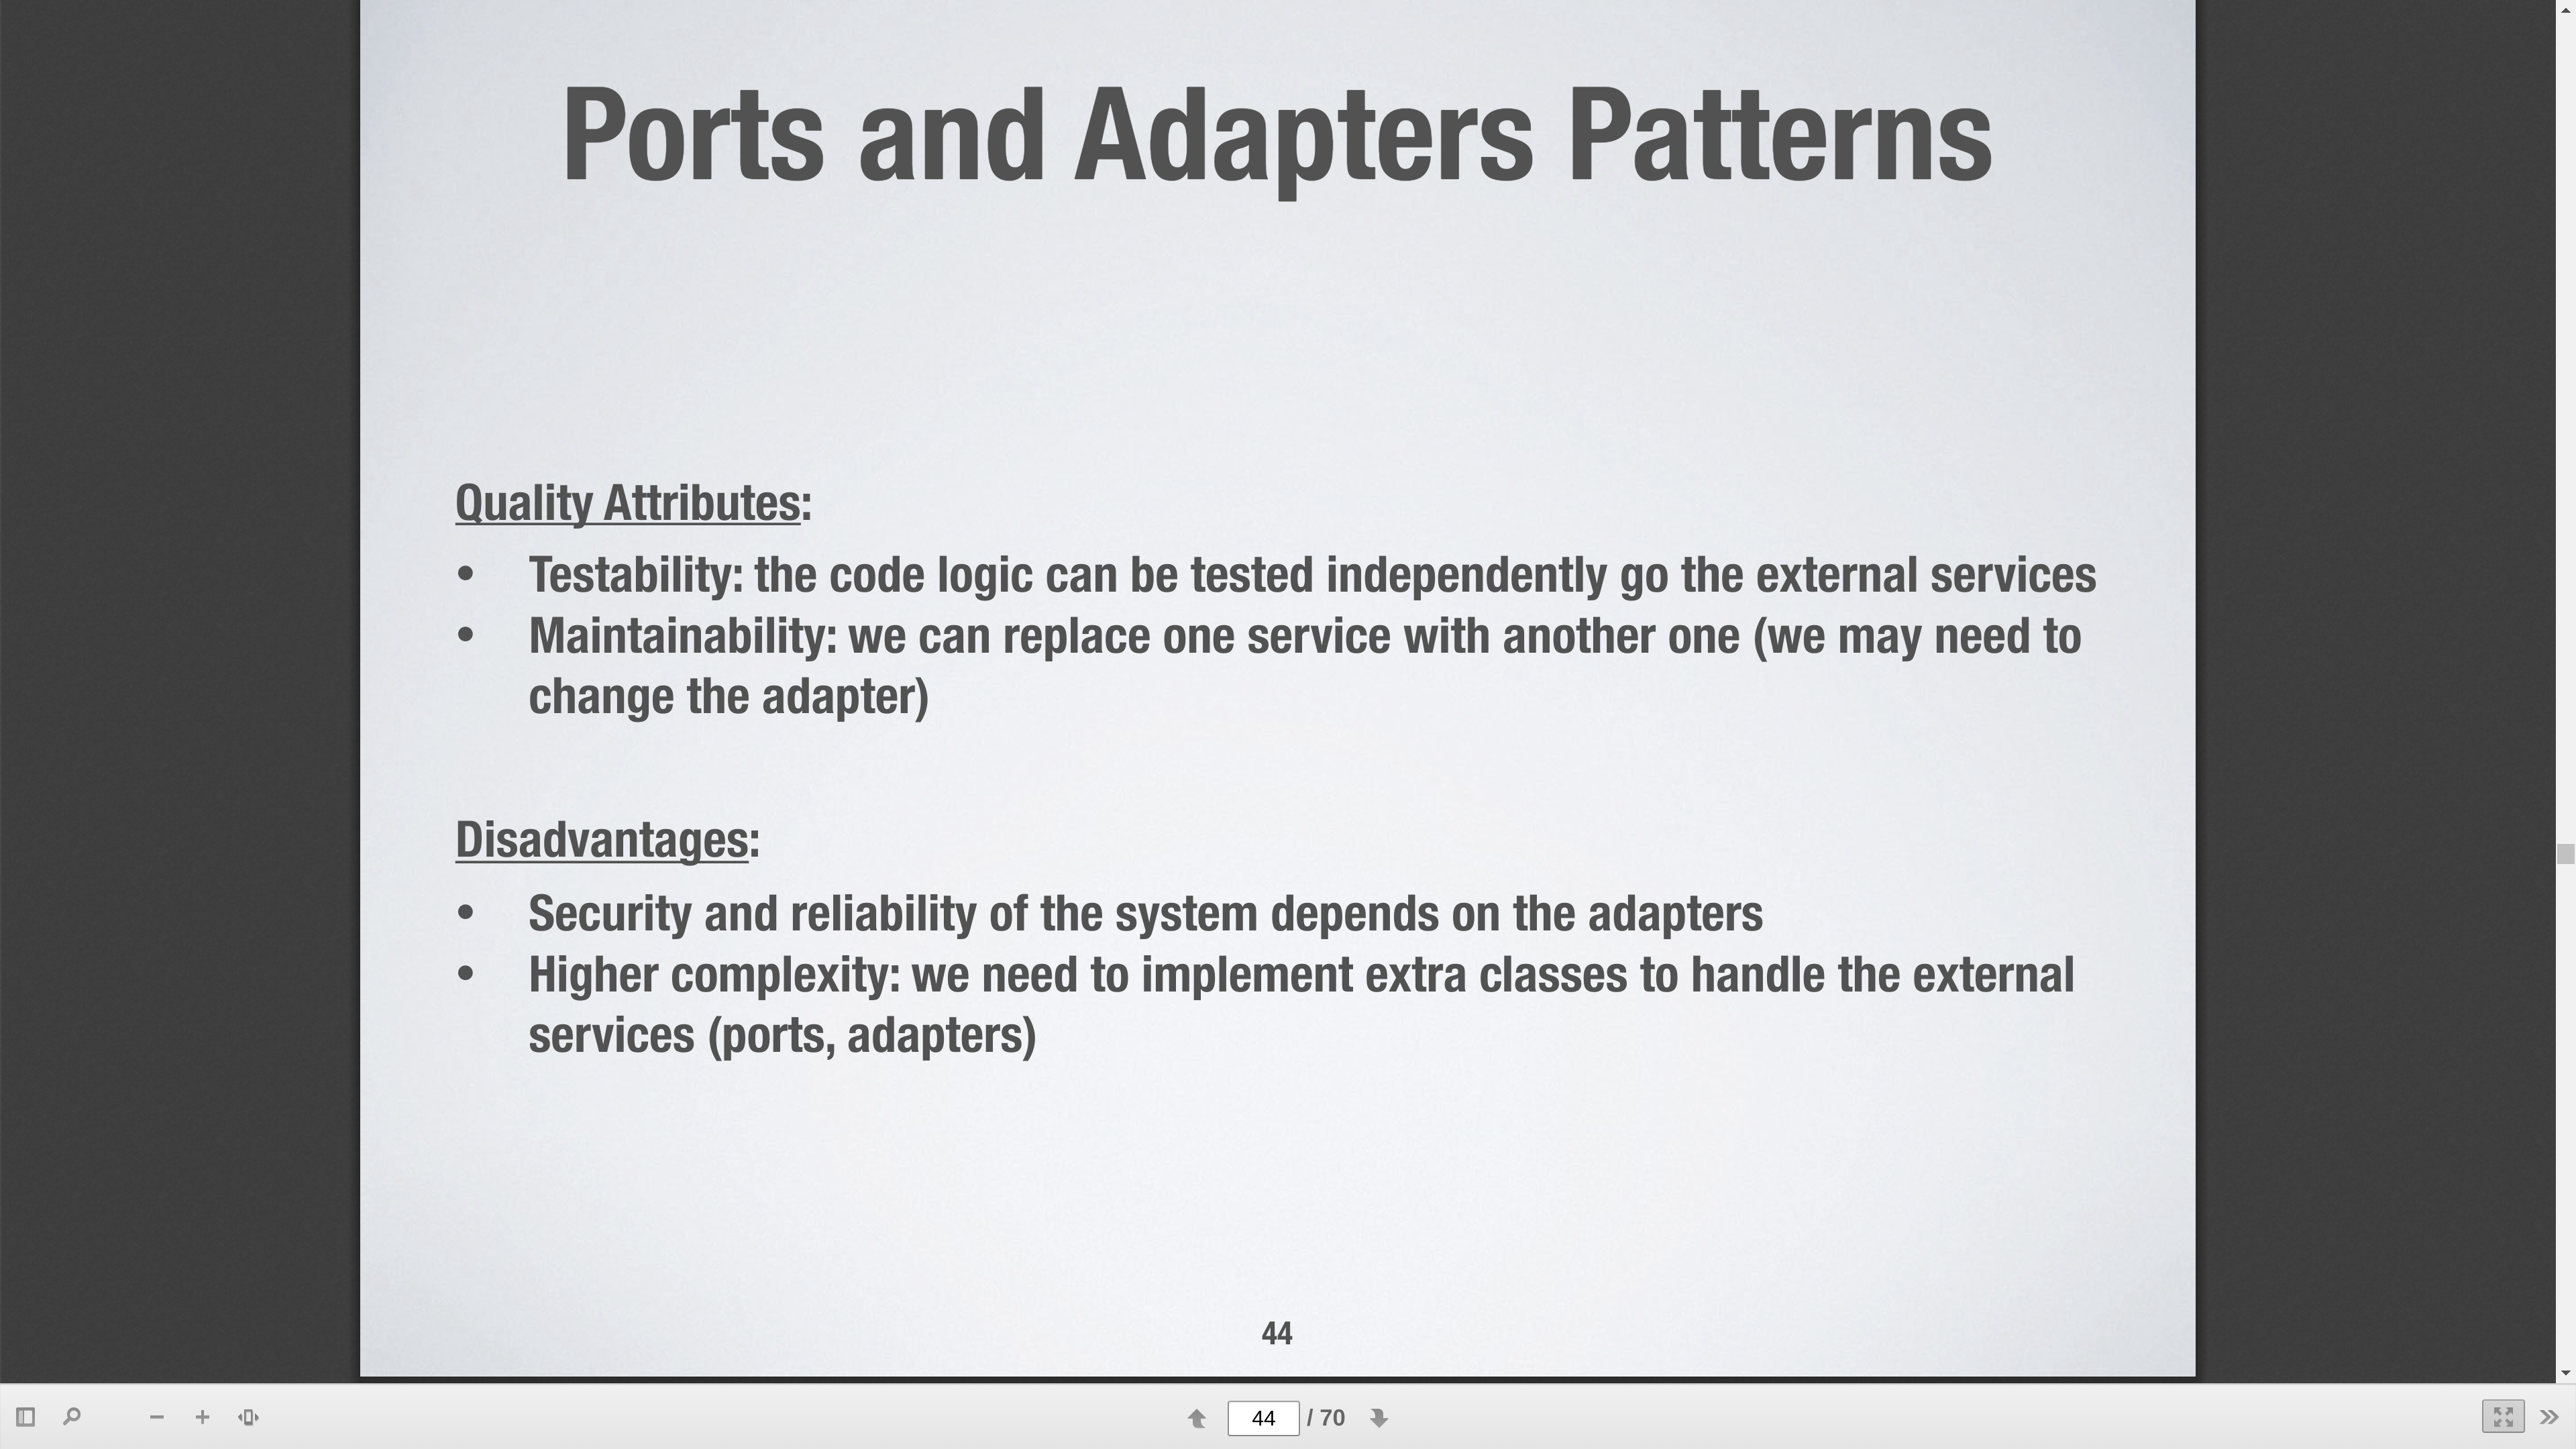 Ports and Adapters Patterns
Quality Attributes:
• Testability: the code logic can be tested independently go the external services
• Maintainability: we can replace one service with another one (we may need to
change the adapter)
Disadvantages:
• Security and reliability of the system depends on the adapters
• Higher complexity: we need to implement extra classes to handle the external
services (ports, adapters)
44
44 / 70